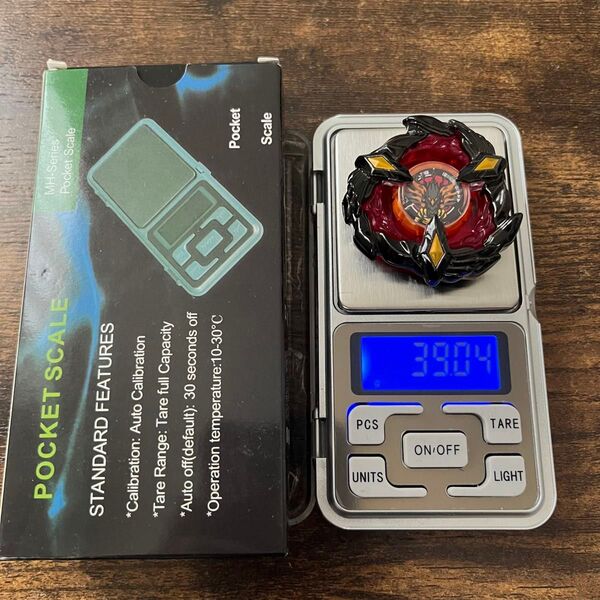 MH-Series
Pocket Scale
Pocket
Scale
POCKET SCALE
STANDARD FEATURES
*Calibration: Auto Calibration
*Tare Range: Tare full Capacity
*Auto off(default): 30 seconds off
*Operation temperature:10-30°C
39.04
PCS
TARE
ON/OFF
UNITS
LIGHT